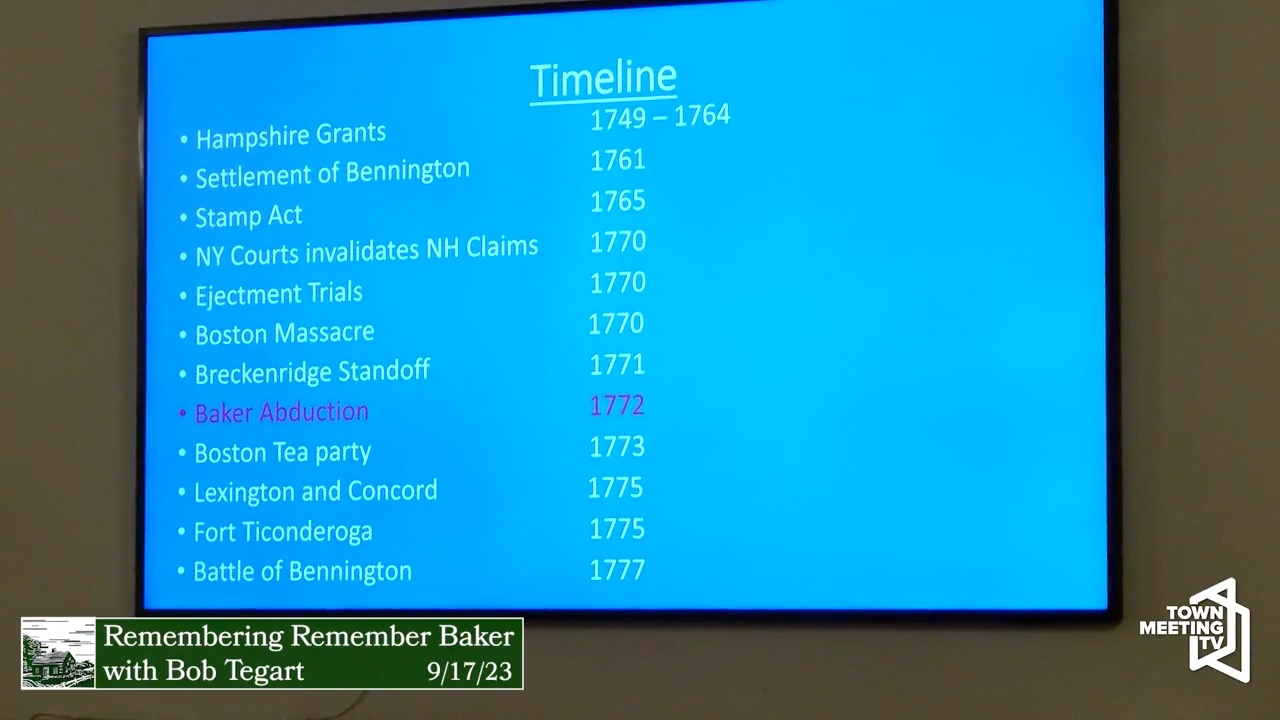 Timeline
• Hampshire Grants 1749 – 1764
• Settlement of Bennington 1761
• Stamp Act 1765
• NY Courts invalidates NH Claims 1770
• Ejectment Trials 1770
• Boston Massacre 1770
• Breckenridge Standoff 1771
• Baker Abduction 1772
• Boston Tea party 1773
• Lexington and Concord 1775
• Fort Ticonderoga 1775
• Battle of Bennington 1777
Remembering Remember Baker
with Bob Tegart 9/17/23
TOWN
MEETING
TV